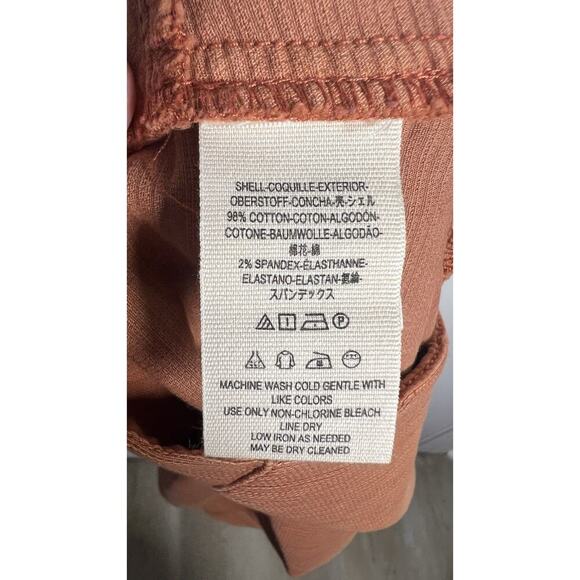 SHELL-COQUILLE-EXTERIOR-
OBERSTOFF-CONCHA-売-シェル
98% COTTON-COTON-ALGODÓN-
COTONE-BAUMWOLLE-ALGODÃO-
棉花-綿
2% SPANDEX-ÉLASTHANNE-
ELASTANO-ELASTAN-氨綸-
スパンデックス
P
MACHINE WASH COLD GENTLE WITH
LIKE COLORS
USE ONLY NON-CHLORINE BLEACH
LINE DRY
LOW IRON AS NEEDED
MAY BE DRY CLEANED